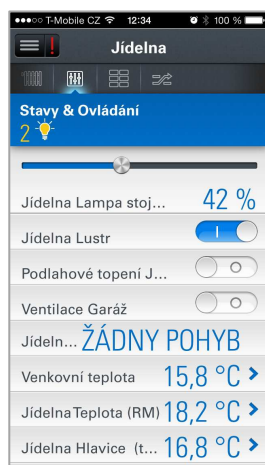 T-Mobile CZ 12:34 100 %
! Jídelna
Stavy & Ovládání
2
Jídelna Lampa stoj... 42 %
Jídelna Lustr
Podlahové topení J...
Ventilace Garáž
Jídeln... ŽÁDNY POHYB
Venkovní teplota 15,8 °C >
Jídelna Teplota (RM) 18,2 °C >
Jídelna Hlavice (t... 16,8 °C >